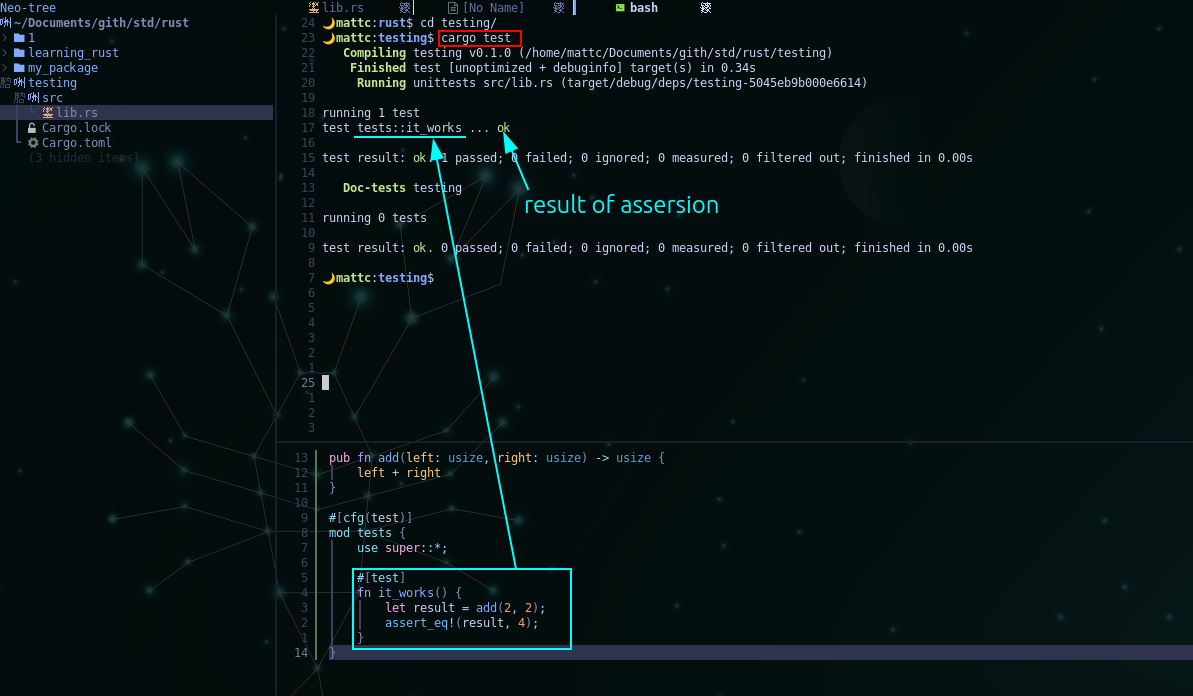 Neo-tree
~/Documents/gith/std/rust
1
learning_rust
my_package
testing
src
lib.rs
Cargo.lock
Cargo.toml
(3 hidden items)
lib.rs [No Name] bash
24 mattc:rust$ cd testing/
23 mattc:testing$ cargo test
22 Compiling testing v0.1.0 (/home/mattc/Documents/gith/std/rust/testing)
21 Finished test [unoptimized + debuginfo] target(s) in 0.34s
20 Running unittests src/lib.rs (target/debug/deps/testing-5045eb9b000e6614)
19
18 running 1 test
17 test tests::it_works ... ok
16
15 test result: ok. 1 passed; 0 failed; 0 ignored; 0 measured; 0 filtered out; finished in 0.00s
14
13 Doc-tests testing
12
result of assersion
11 running 0 tests
10
9 test result: ok. 0 passed; 0 failed; 0 ignored; 0 measured; 0 filtered out; finished in 0.00s
8
7 mattc:testing$
6
5
4
3
2
1
25
1
2
3
13 pub fn add(left: usize, right: usize) -> usize {
12 left + right
11 }
10
9 #[cfg(test)]
8 mod tests {
7 use super::*;
6
5 #[test]
4 fn it_works() {
3 let result = add(2, 2);
2 assert_eq!(result, 4);
1 }
14 }